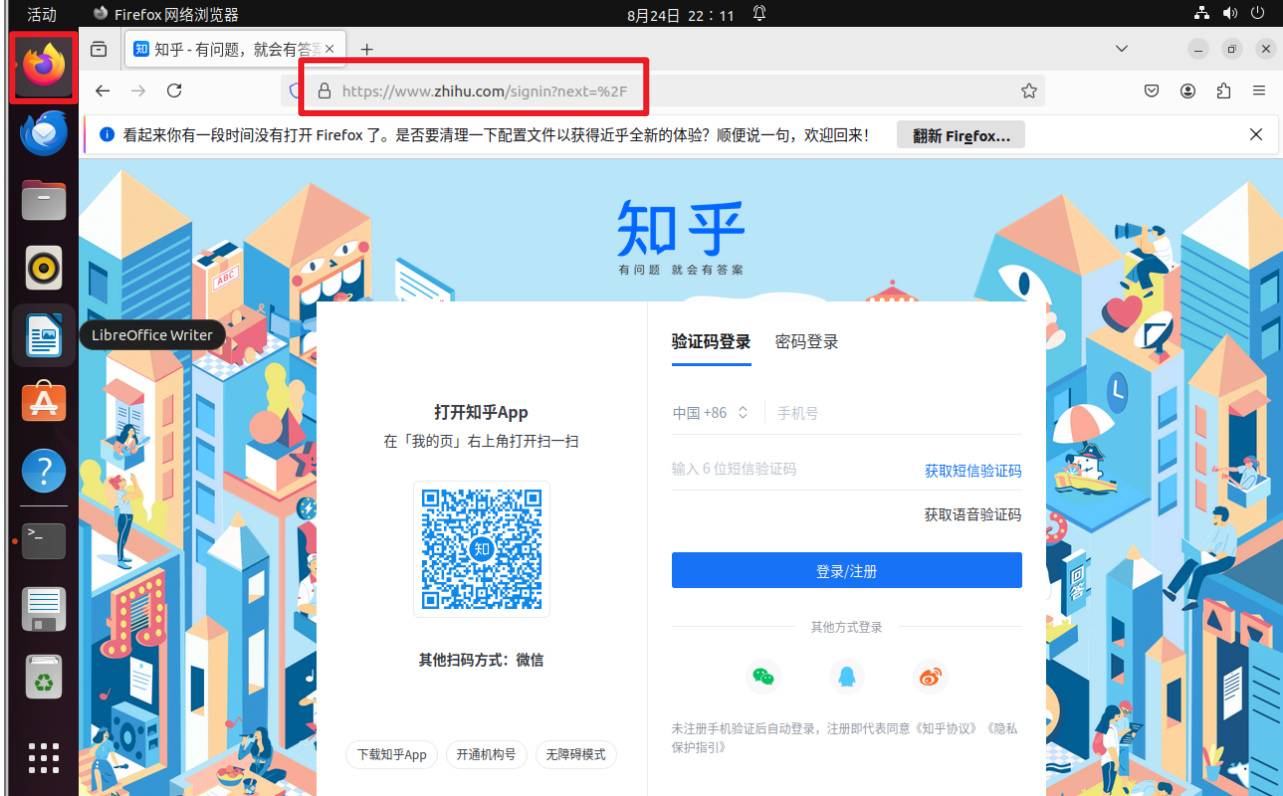 活动
Firefox 网络浏览器
8月24日 22：11
知乎 - 有问题，就会有答案
https://www.zhihu.com/signin?next=%2F
看起来你有一段时间没有打开 Firefox 了。是否要清理一下配置文件以获得近乎全新的体验？顺便说一句，欢迎回来！
翻新 Firefox...
知乎
有问题 就会有答案
ABC
LibreOffice Writer
验证码登录
密码登录
打开知乎App
在「我的页」右上角打开扫一扫
中国 +86
手机号
输入 6 位短信验证码
获取短信验证码
获取语音验证码
知
登录/注册
回答
其他方式登录
其他扫码方式：微信
未注册手机验证后自动登录，注册即代表同意《知乎协议》《隐私
保护指引》
下载知乎App
开通机构号
无障碍模式